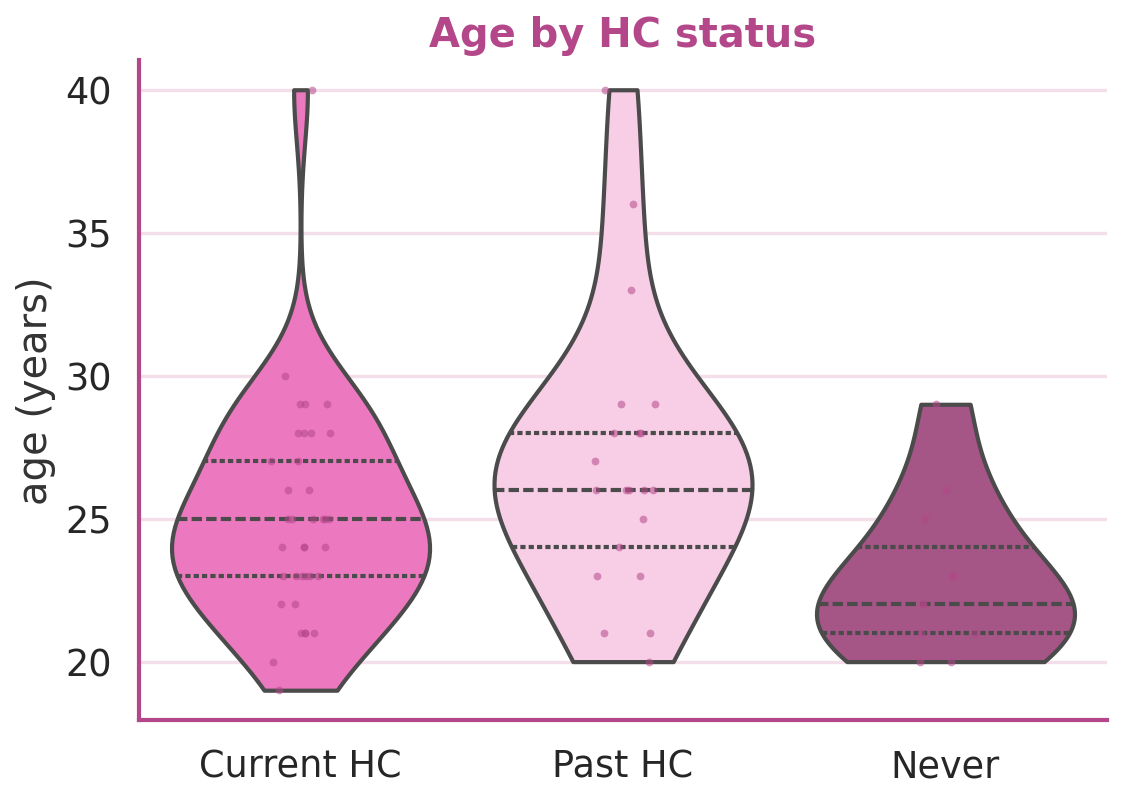 Age by HC status
age (years)
40
35
30
25
20
Current HC
Past HC
Never